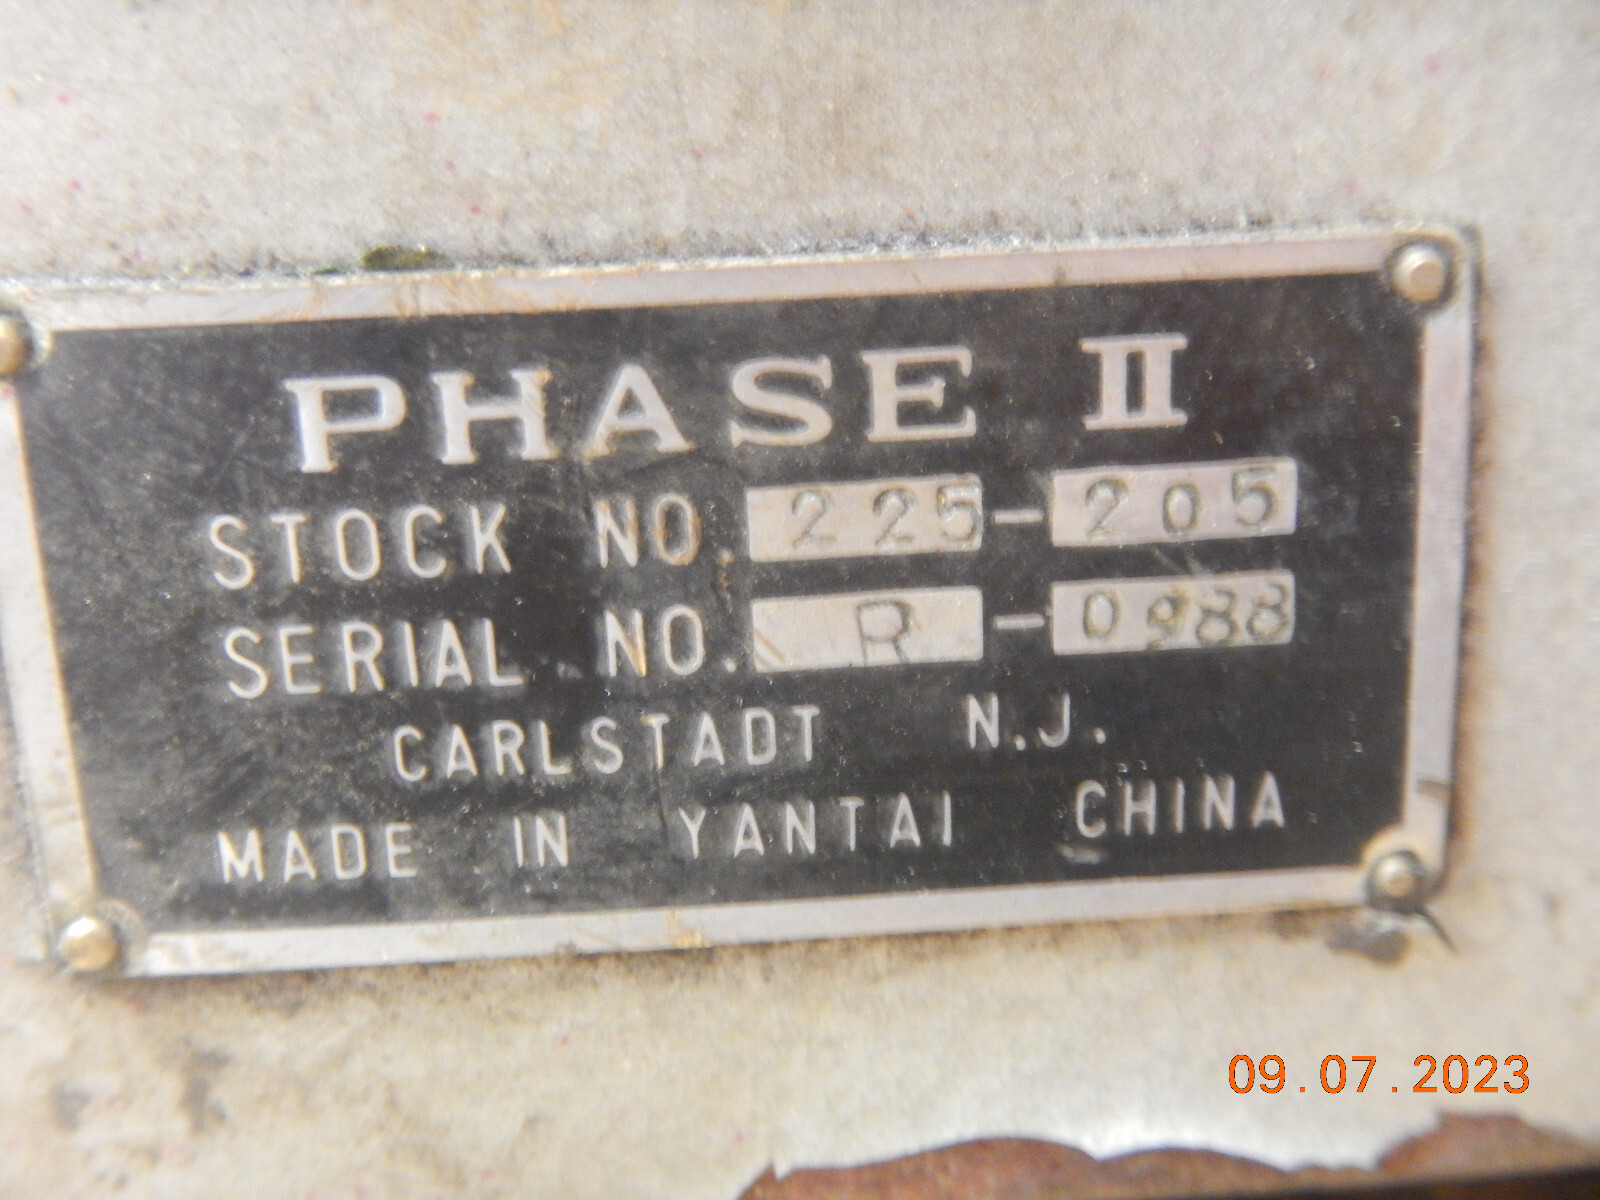 PHASE II
STOCK NO. 225-205
SERIAL NO. R-0988
CARLSTADT N.J.
MADE IN YANTAI CHINA
09.07.2023